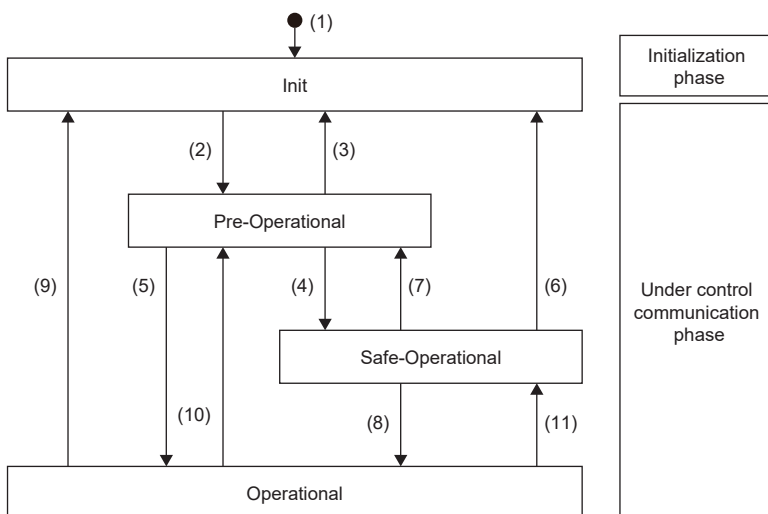 (1)
Init
Initialization
phase
(2)
(3)
Pre-Operational
(9)
(5)
(4)
(7)
(6)
Under control
communication
phase
Safe-Operational
(10)
(8)
(11)
Operational